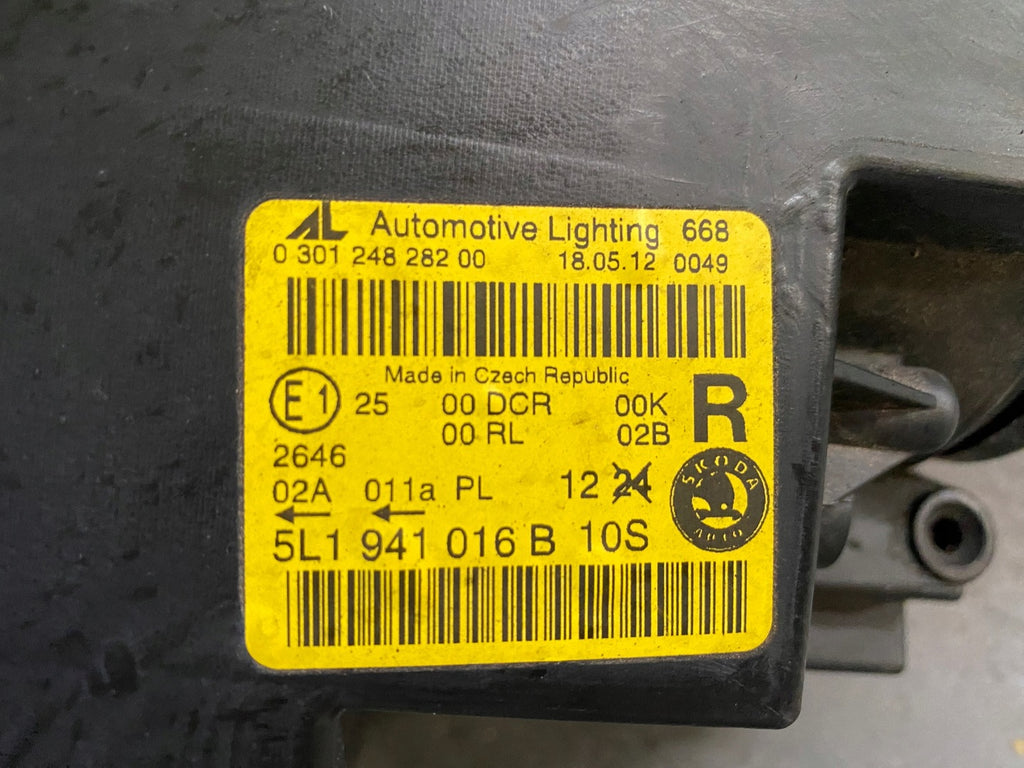 AL Automotive Lighting 668
0 301 248 282 00 18.05.12 0049
Made in Czech Republic
E1 25 00 DCR 00K R
00 RL 02B
2646
02A 011a PL 12 24
SKODA
AUTO
5L1 941 016 B 10S